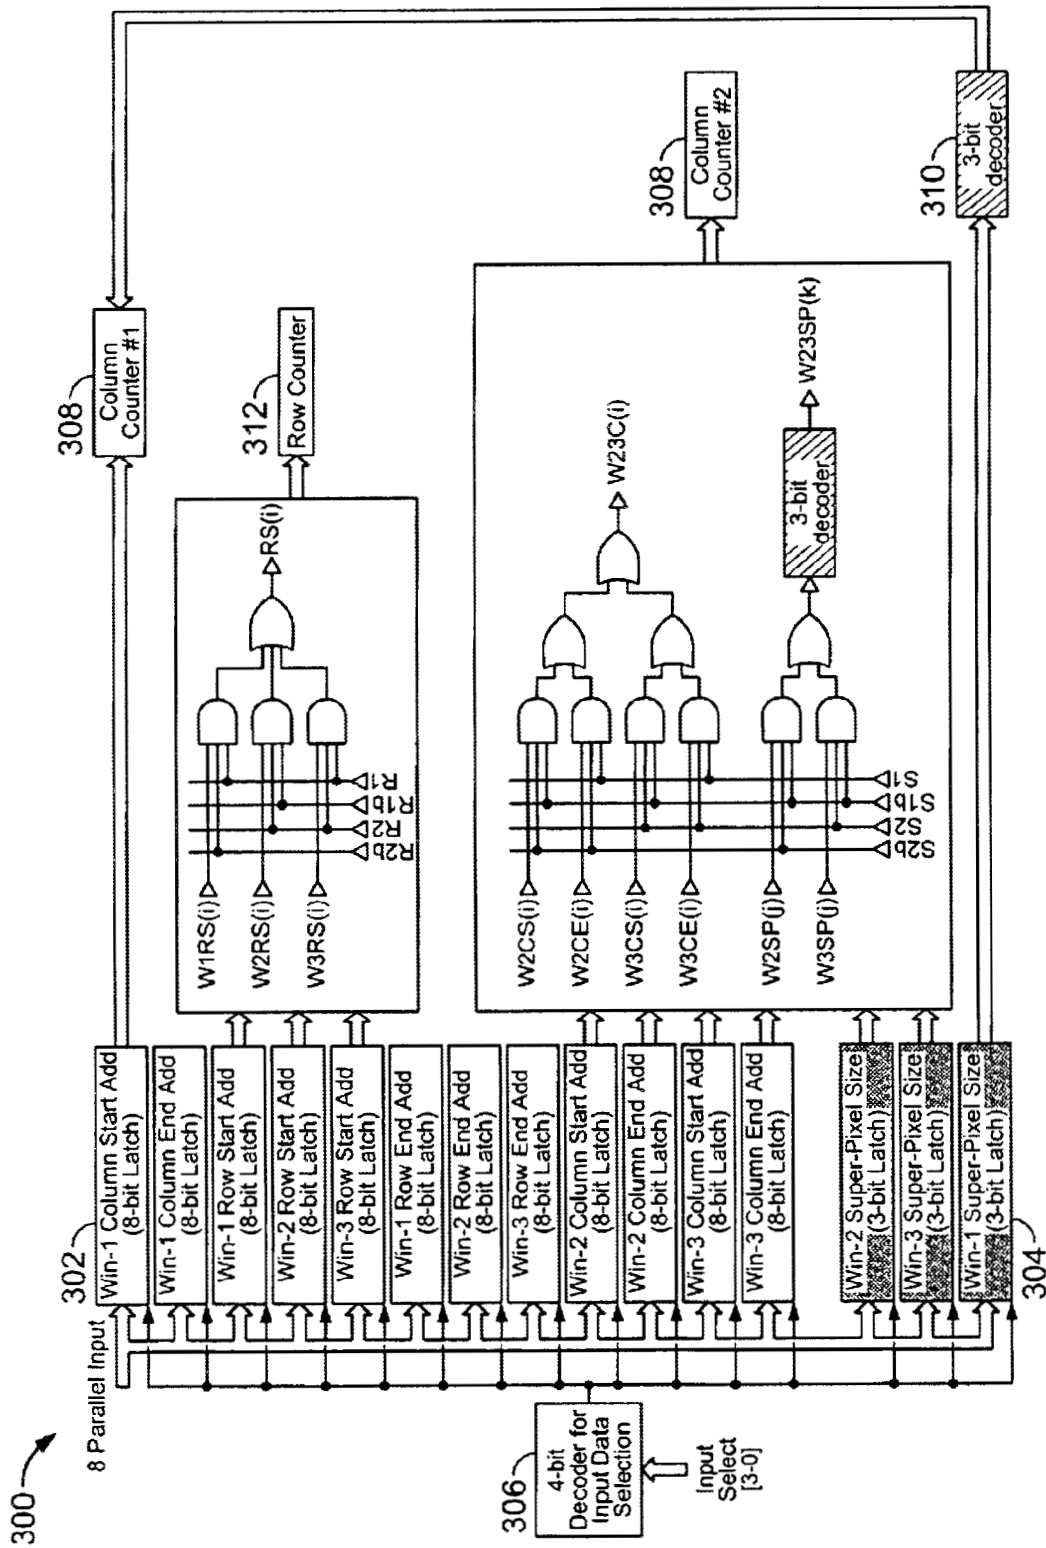 300
8 Parallel Input
302
Win-1 Column Start Add
(8-bit Latch)
Win-1 Column End Add
(8-bit Latch)
Win-1 Row Start Add
(8-bit Latch)
Win-2 Row Start Add
(8-bit Latch)
Win-3 Row Start Add
(8-bit Latch)
Win-1 Row End Add
(8-bit Latch)
Win-2 Row End Add
(8-bit Latch)
Win-3 Row End Add
(8-bit Latch)
Win-2 Column Start Add
(8-bit Latch)
Win-2 Column End Add
(8-bit Latch)
Win-3 Column Start Add
(8-bit Latch)
Win-3 Column End Add
(8-bit Latch)
Win-2 Super-Pixel Size
(3-bit Latch)
Win-3 Super-Pixel Size
(3-bit Latch)
Win-1 Super-Pixel Size
(3-bit Latch)
304
306
4-bit
Decoder for
Input Data
Selection
Input
Select
[3-0]
308
Column
Counter #1
W1RS(i)
W2RS(i)
W3RS(i)
R2b
R2
R1b
R1
RS(i)
312
Row Counter
W2CS(i)
W2CE(i)
W3CS(i)
W3CE(i)
W2SP(j)
W3SP(j)
S2b
S2
S1b
S1
W23C(i)
3-bit
decoder
W23SP(k)
308
Column
Counter #2
310
3-bit
decoder